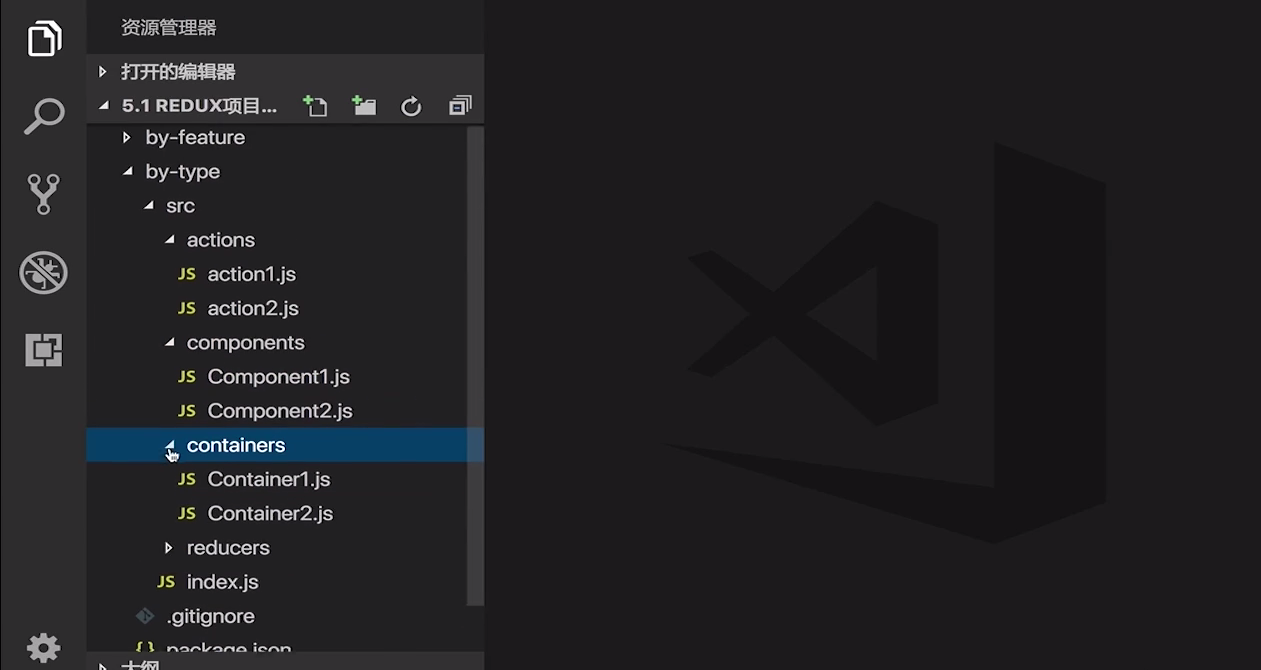 资源管理器
打开的编辑器
5.1 REDUX项目...
by-feature
by-type
src
actions
JS action1.js
JS action2.js
components
JS Component1.js
JS Component2.js
containers
JS Container1.js
JS Container2.js
reducers
JS index.js
.gitignore
{} package.json
大纲